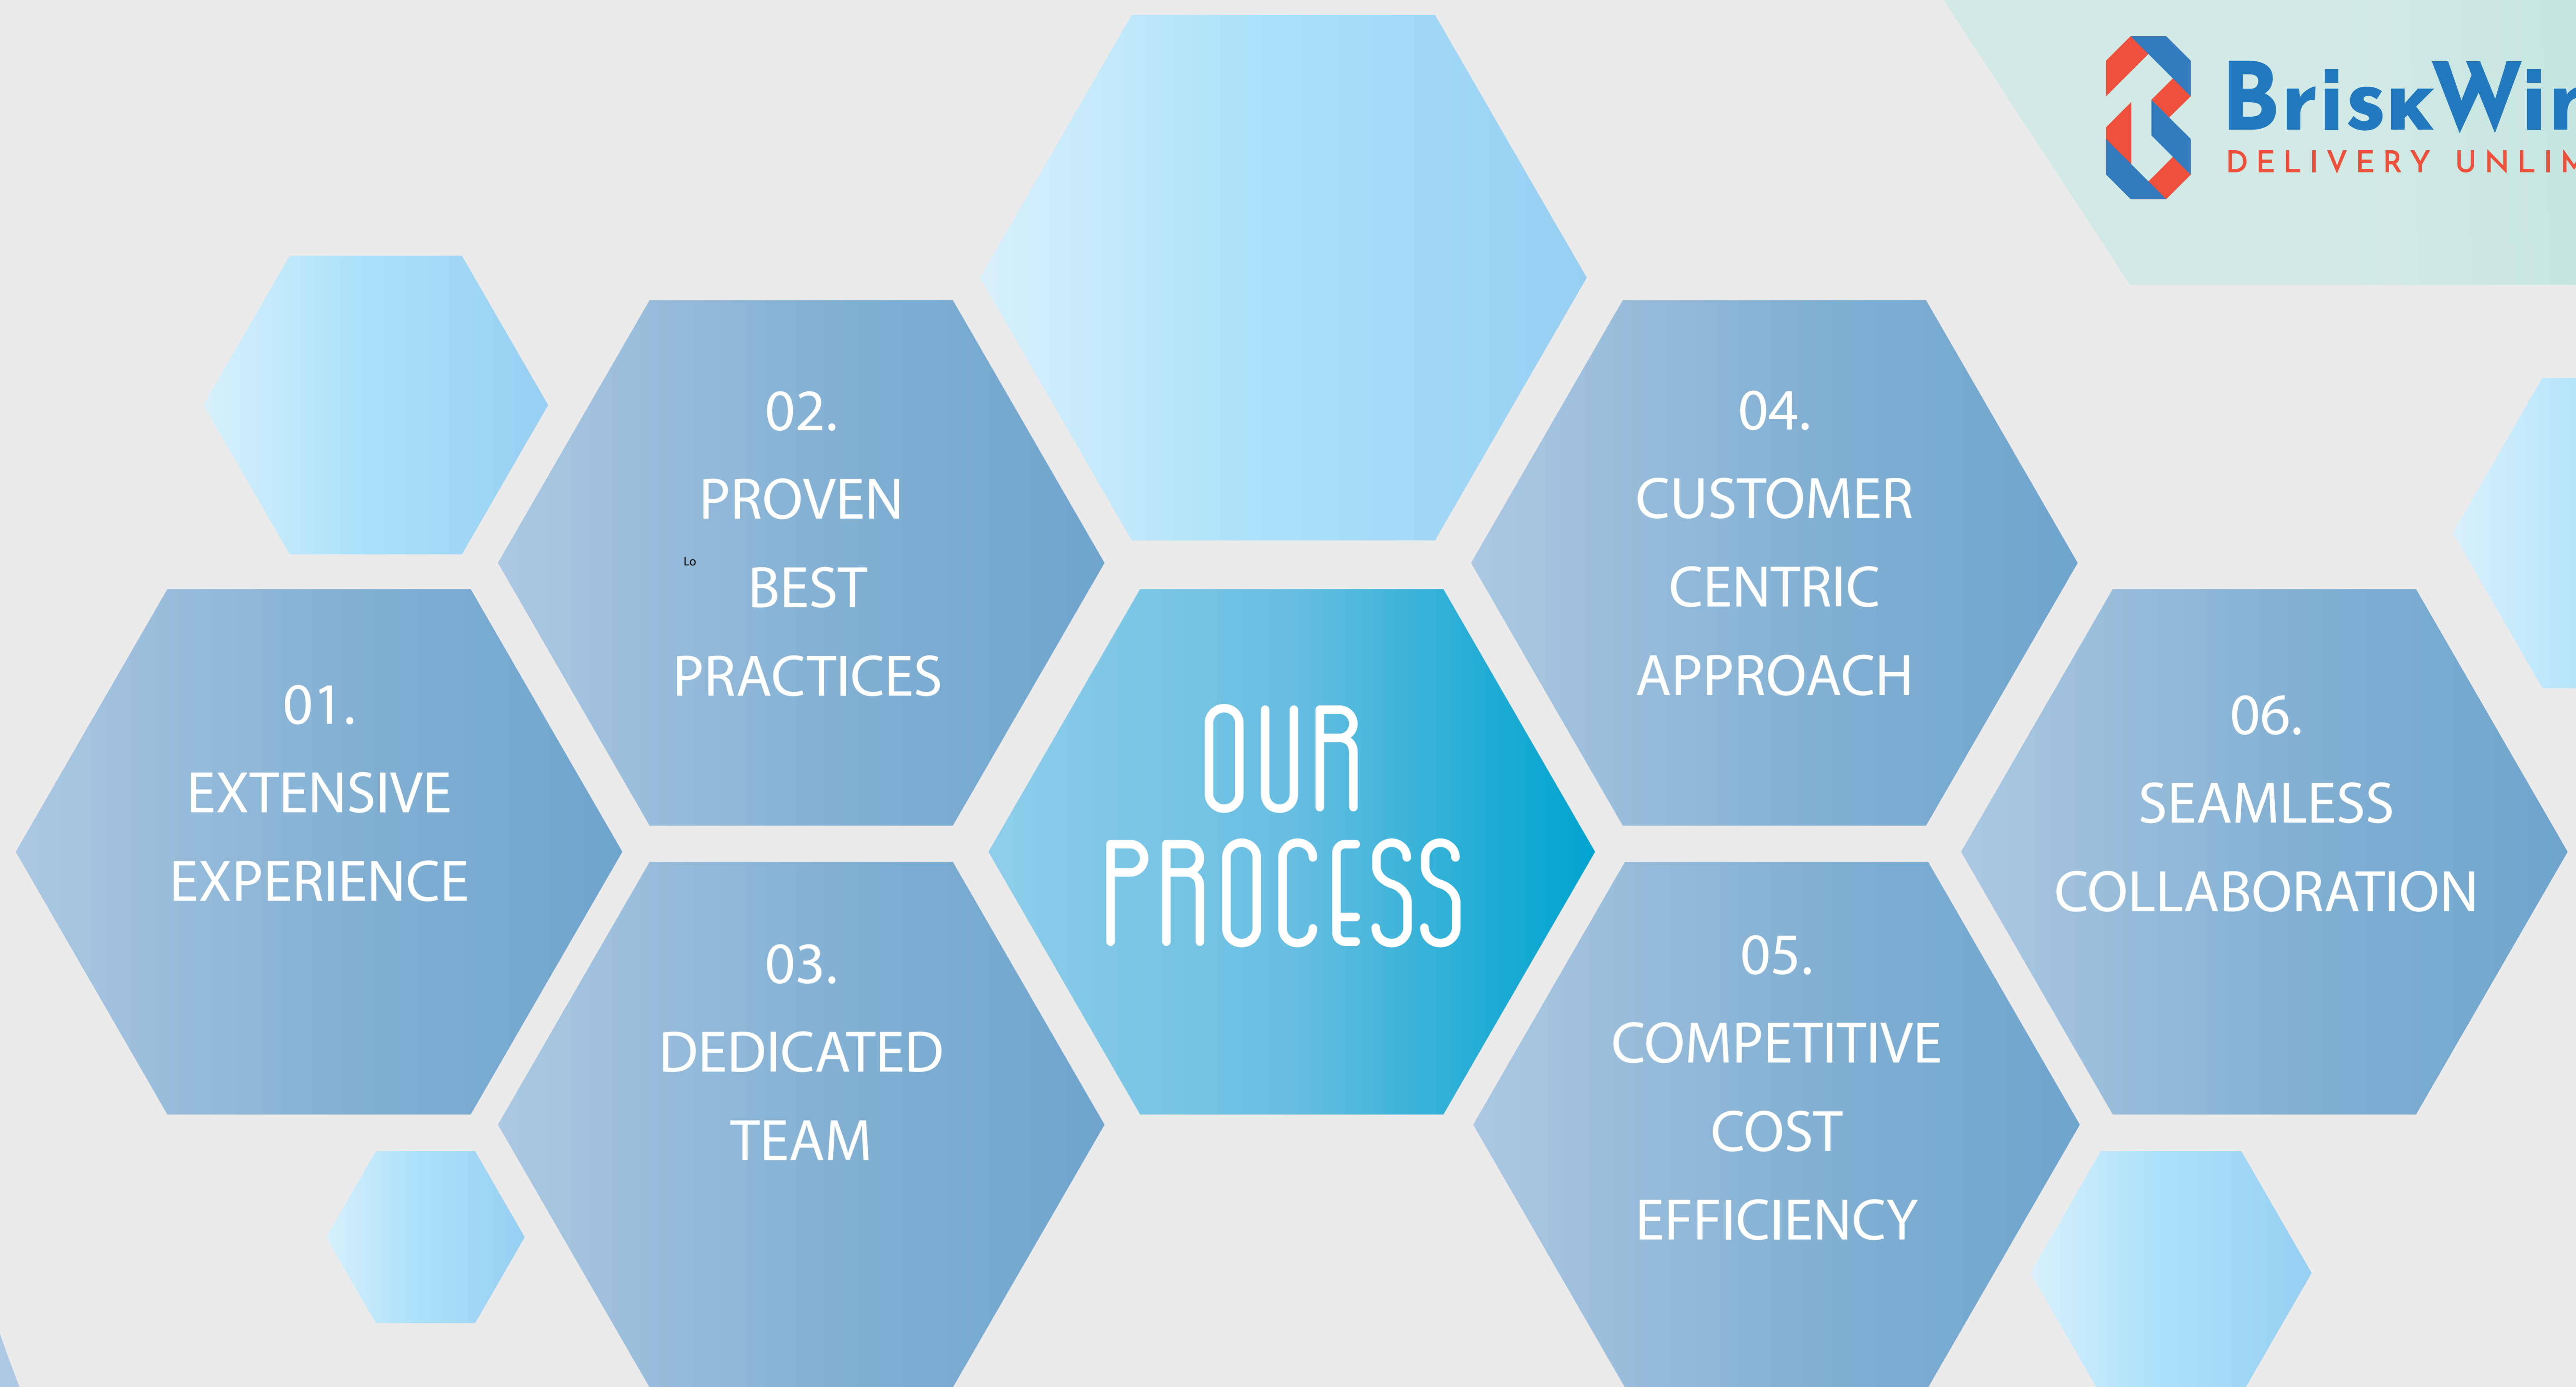 BriskWin
DELIVERY UNLIM
01.
EXTENSIVE
EXPERIENCE
02.
PROVEN
Lo
BEST
PRACTICES
03.
DEDICATED
TEAM
OUR
PROCESS
04.
CUSTOMER
CENTRIC
APPROACH
05.
COMPETITIVE
COST
EFFICIENCY
06.
SEAMLESS
COLLABORATION